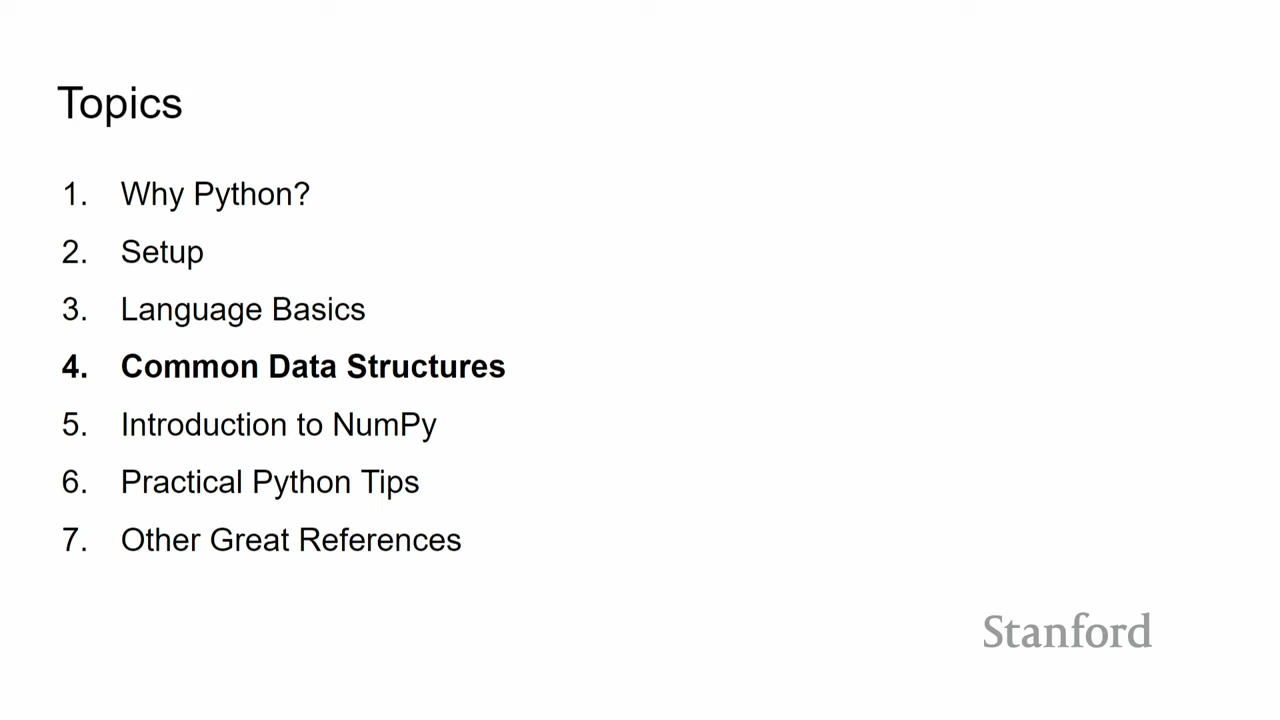 Topics
1. Why Python?
2. Setup
3. Language Basics
4. Common Data Structures
5. Introduction to NumPy
6. Practical Python Tips
7. Other Great References
Stanford